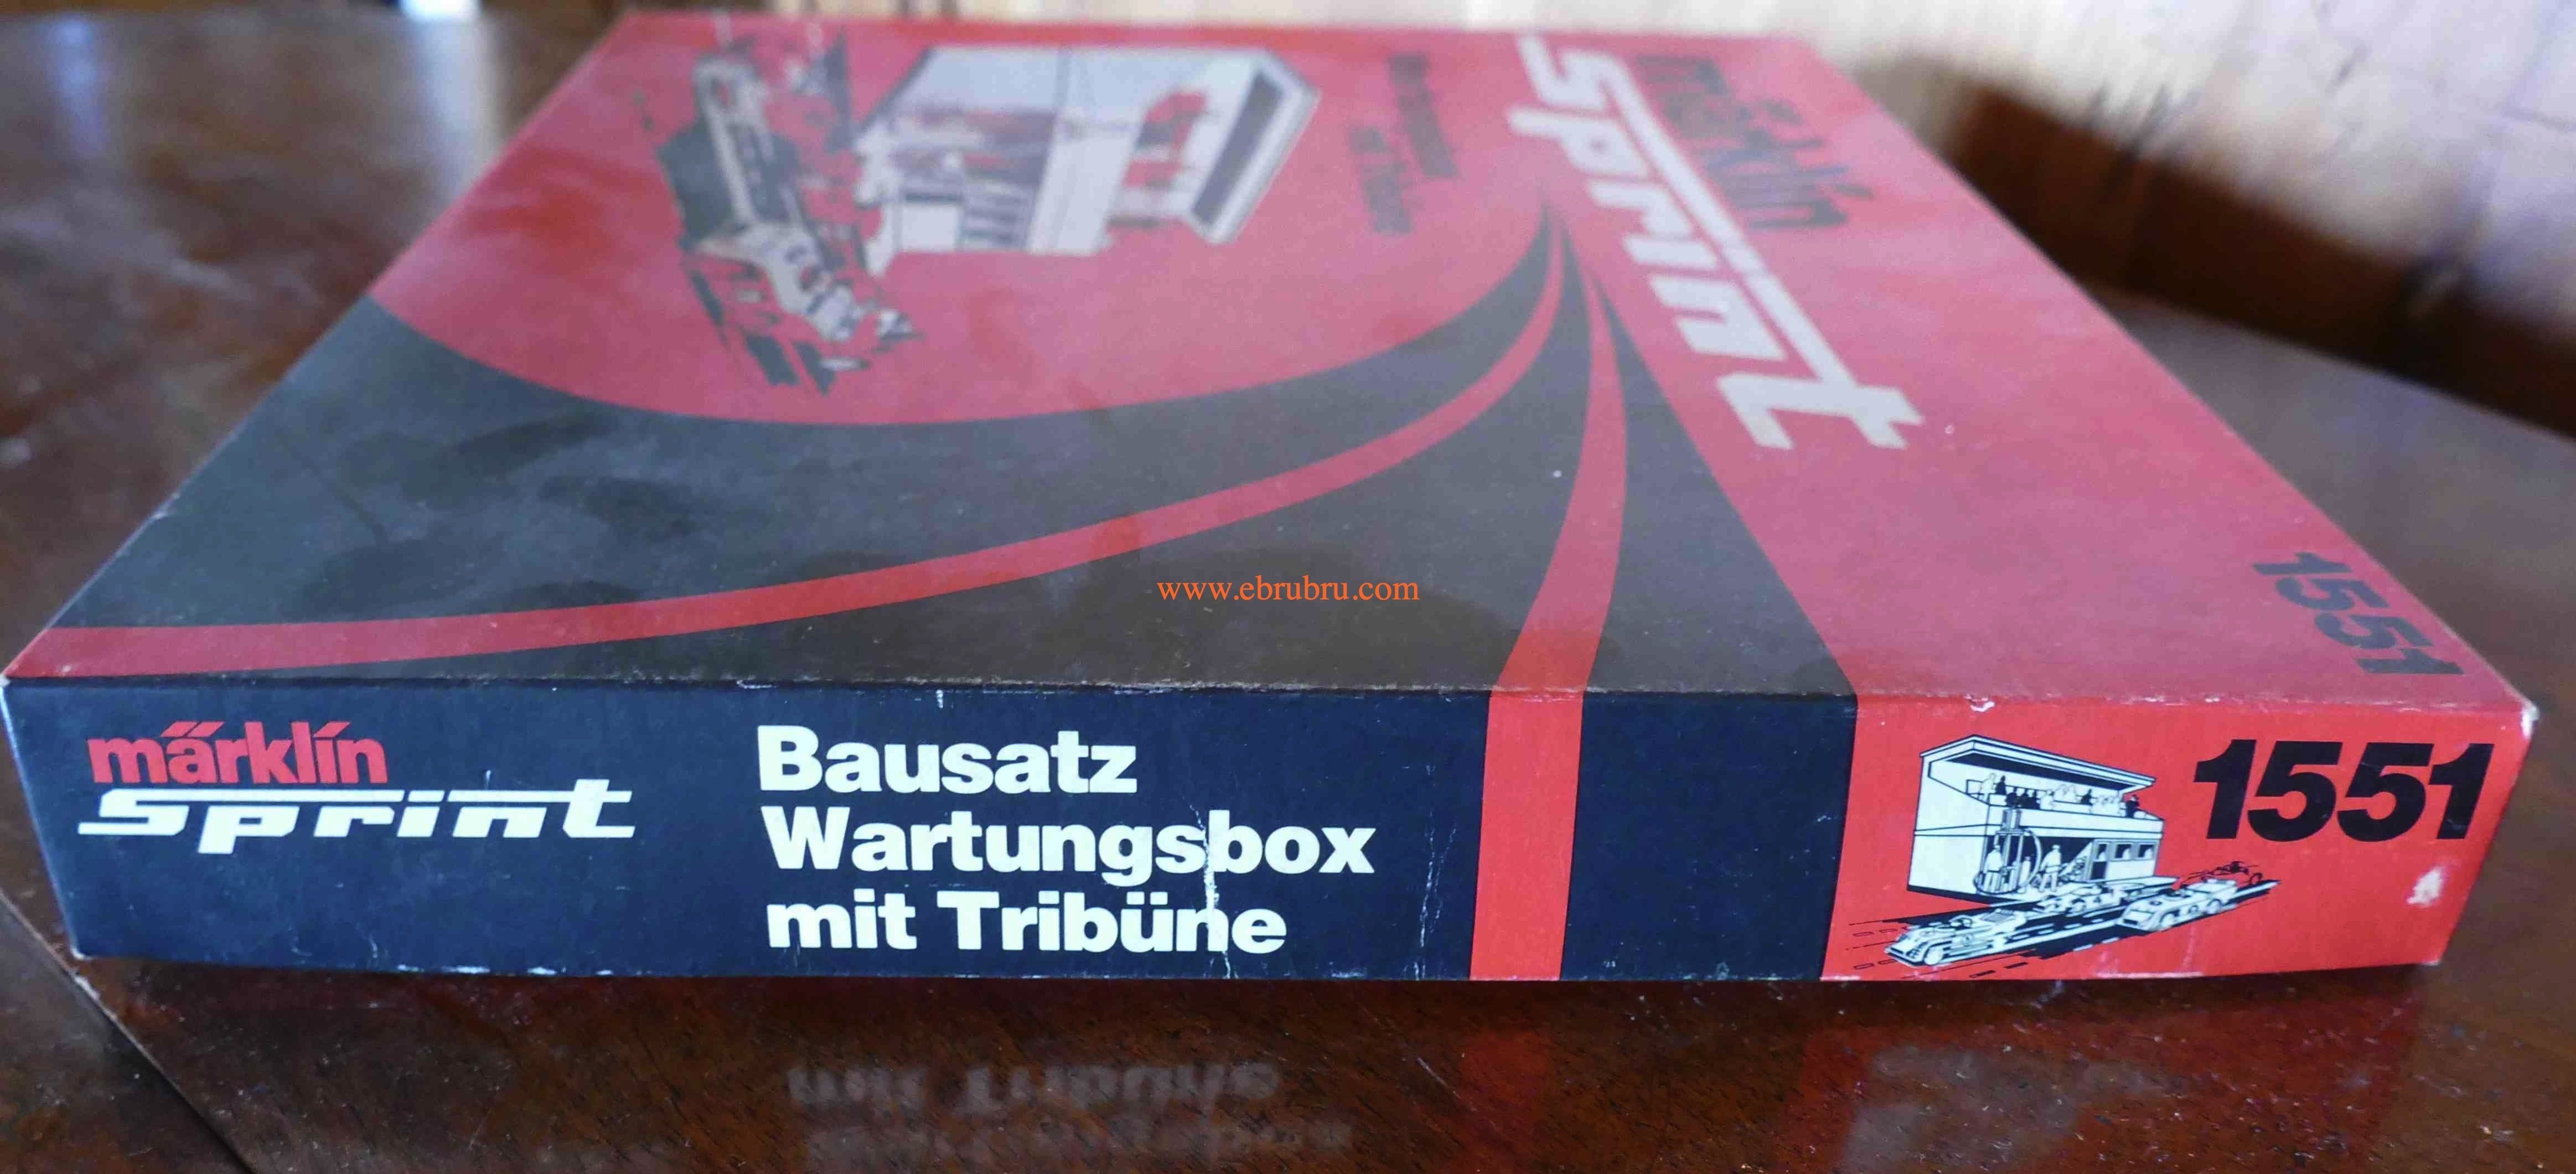 märklin
sprint
1551
www.ebrubru.com
märklin
sprint
Bausatz
Wartungsbox
mit Tribüne
1551